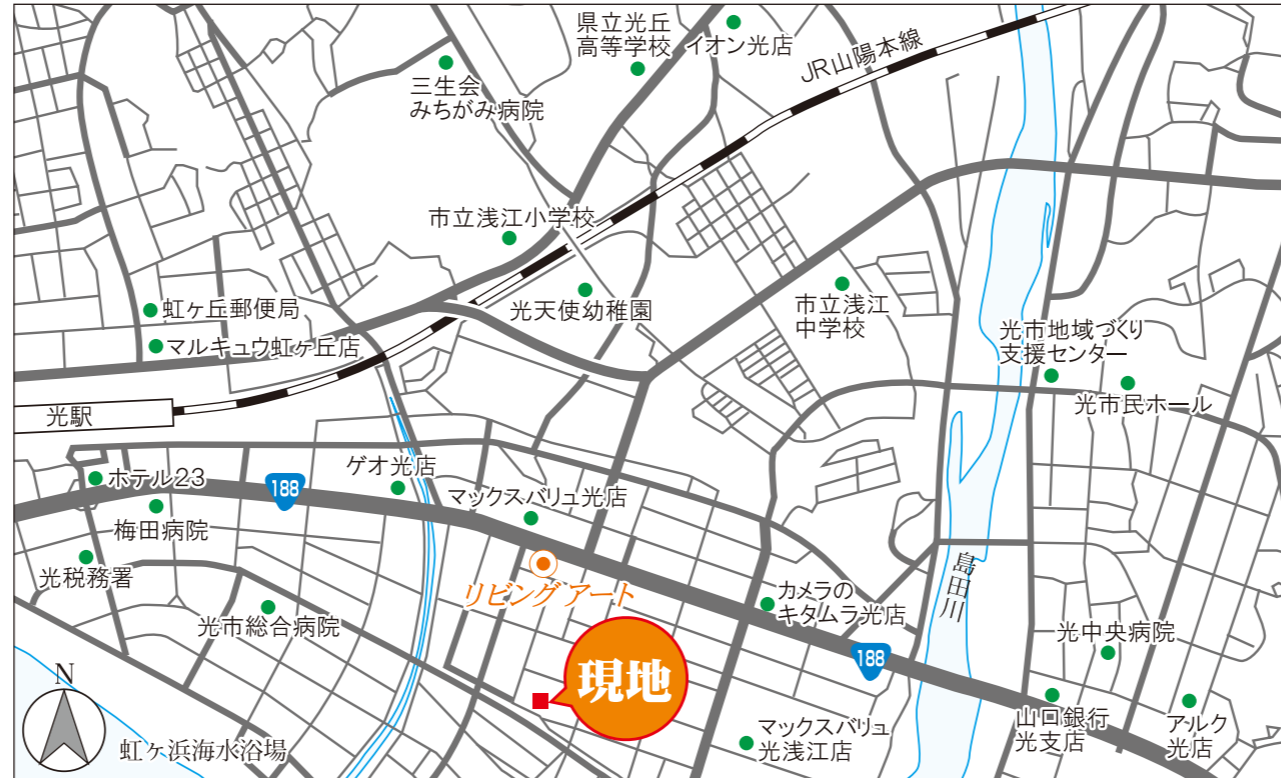 県立光丘
高等学校
イオン光店
JR山陽本線
三生会
みちがみ病院
市立浅江小学校
光天使幼稚園
市立浅江
中学校
虹ヶ丘郵便局
マルキュウ虹ヶ丘店
光市地域づくり
支援センター
光市民ホール
光駅
ホテル23
188
ゲオ光店
マックスバリュ光店
梅田病院
光税務署
リビングアート
島田川
カメラの
キタムラ光店
光市総合病院
光中央病院
188
現地
N
虹ヶ浜海水浴場
マックスバリュ
光浅江店
山口銀行
光支店
アルク
光店